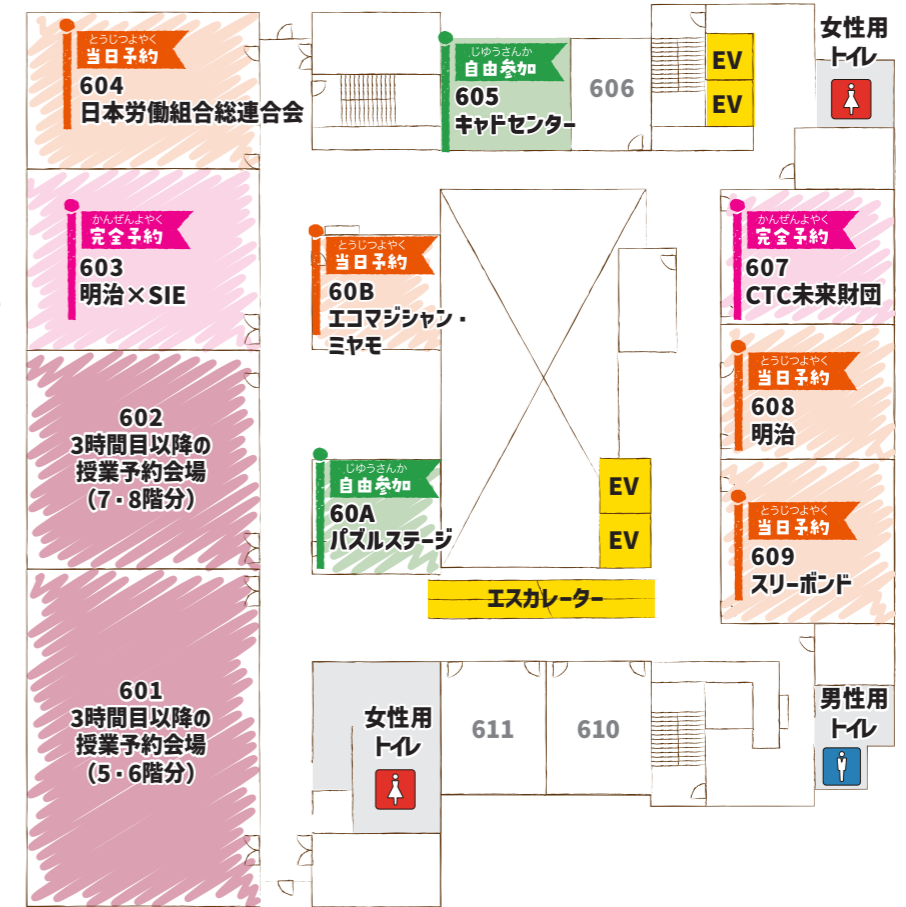 とうじつよやく
当日予約
604
日本労働組合総連合会
じゆうさんか
自由参加
605
キャドセンター
606
EV
EV
女性用
トイレ
かんぜんよやく
完全予約
603
明治×SIE
とうじつよやく
当日予約
60B
エコマジシャン・
ミヤモ
かんぜんよやく
完全予約
607
CTC未来財団
602
3時間目以降の
授業予約会場
（7・8階分）
とうじつよやく
当日予約
608
明治
じゆうさんか
自由参加
60A
パズルステージ
EV
EV
エスカレーター
とうじつよやく
当日予約
609
スリーボンド
601
3時間目以降の
授業予約会場
（5・6階分）
女性用
トイレ
611
610
男性用
トイレ